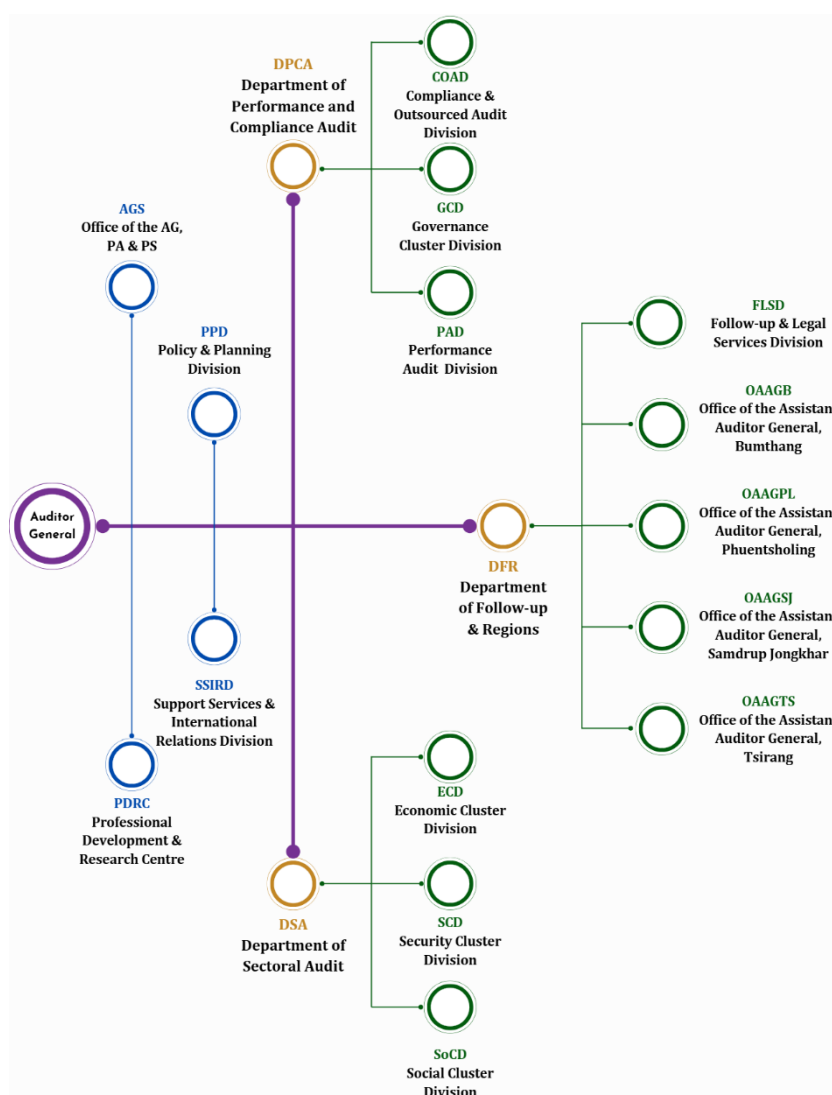 DPCA
Department of
Performance and
Compliance Audit
COAD
Compliance &
Outsourced Audit
Division
GCD
Governance
Cluster Division
PAD
Performance
Audit Division
AGS
Office of the AG,
PA & PS
PPD
Policy & Planning
Division
Auditor
General
SSIRD
Support Services &
International
Relations Division
PDRC
Professional
Development &
Research Centre
DFR
Department
of Follow-up
& Regions
FLSD
Follow-up & Legal
Services Division
OAAGB
Office of the Assistan
Auditor General,
Bumthang
OAAGPL
Office of the Assistan
Auditor General,
Phuentsholing
OAAGSJ
Office of the Assistan
Auditor General,
Samdrup Jongkhar
OAAGTS
Office of the Assistan
Auditor General,
Tsirang
DSA
Department of
Sectoral Audit
ECD
Economic Cluster
Division
SCD
Security Cluster
Division
SoCD
Social Cluster
Division